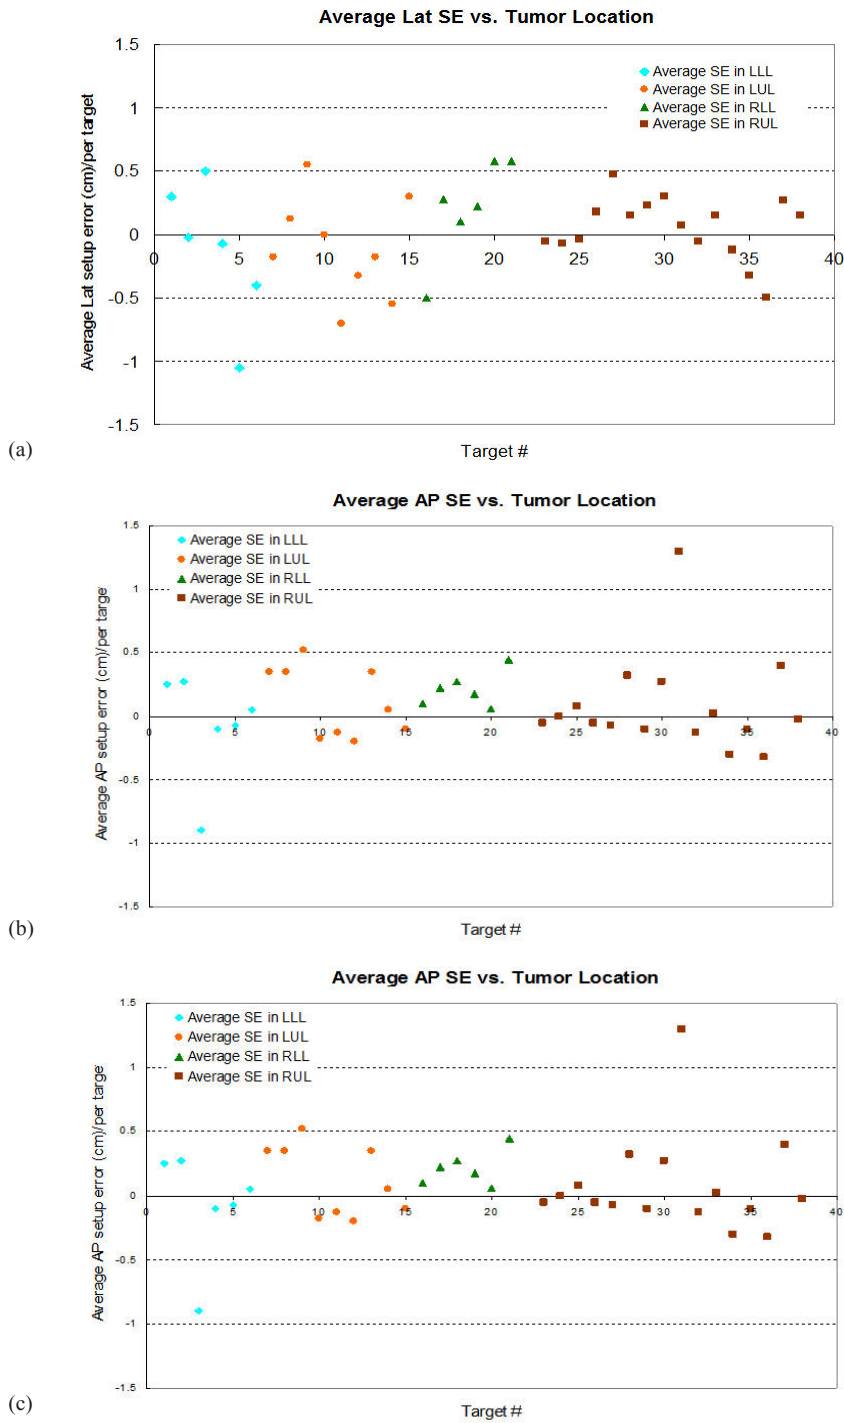 Average Lat SE vs. Tumor Location
1.5
1
0.5
0
-0.5
-1
-1.5
Average Lat setup error (cm)/per target
Average SE in LLL
Average SE in LUL
Average SE in RLL
Average SE in RUL
0 5 10 15 20 25 30 35 40
Target #
(a)
Average AP SE vs. Tumor Location
1.5
1
0.5
0
-0.5
-1
-1.5
Average AP setup error (cm)/per targe
Average SE in LLL
Average SE in LUL
Average SE in RLL
Average SE in RUL
0 5 10 15 20 25 30 35 40
Target #
(b)
Average AP SE vs. Tumor Location
1.5
1
0.5
0
-0.5
-1
-1.5
Average AP setup error (cm)/per targe
Average SE in LLL
Average SE in LUL
Average SE in RLL
Average SE in RUL
0 5 10 15 20 25 30 35 40
Target #
(c)